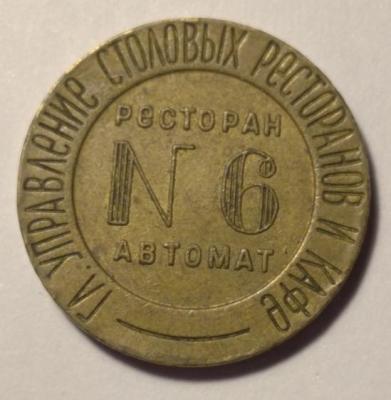 ГЛ. УПРАВЛЕНИЕ СТОЛОВЫХ РЕСТОРАНОВ И КАФЕ
РЕСТОРАН
N 6
АВТОМАТ